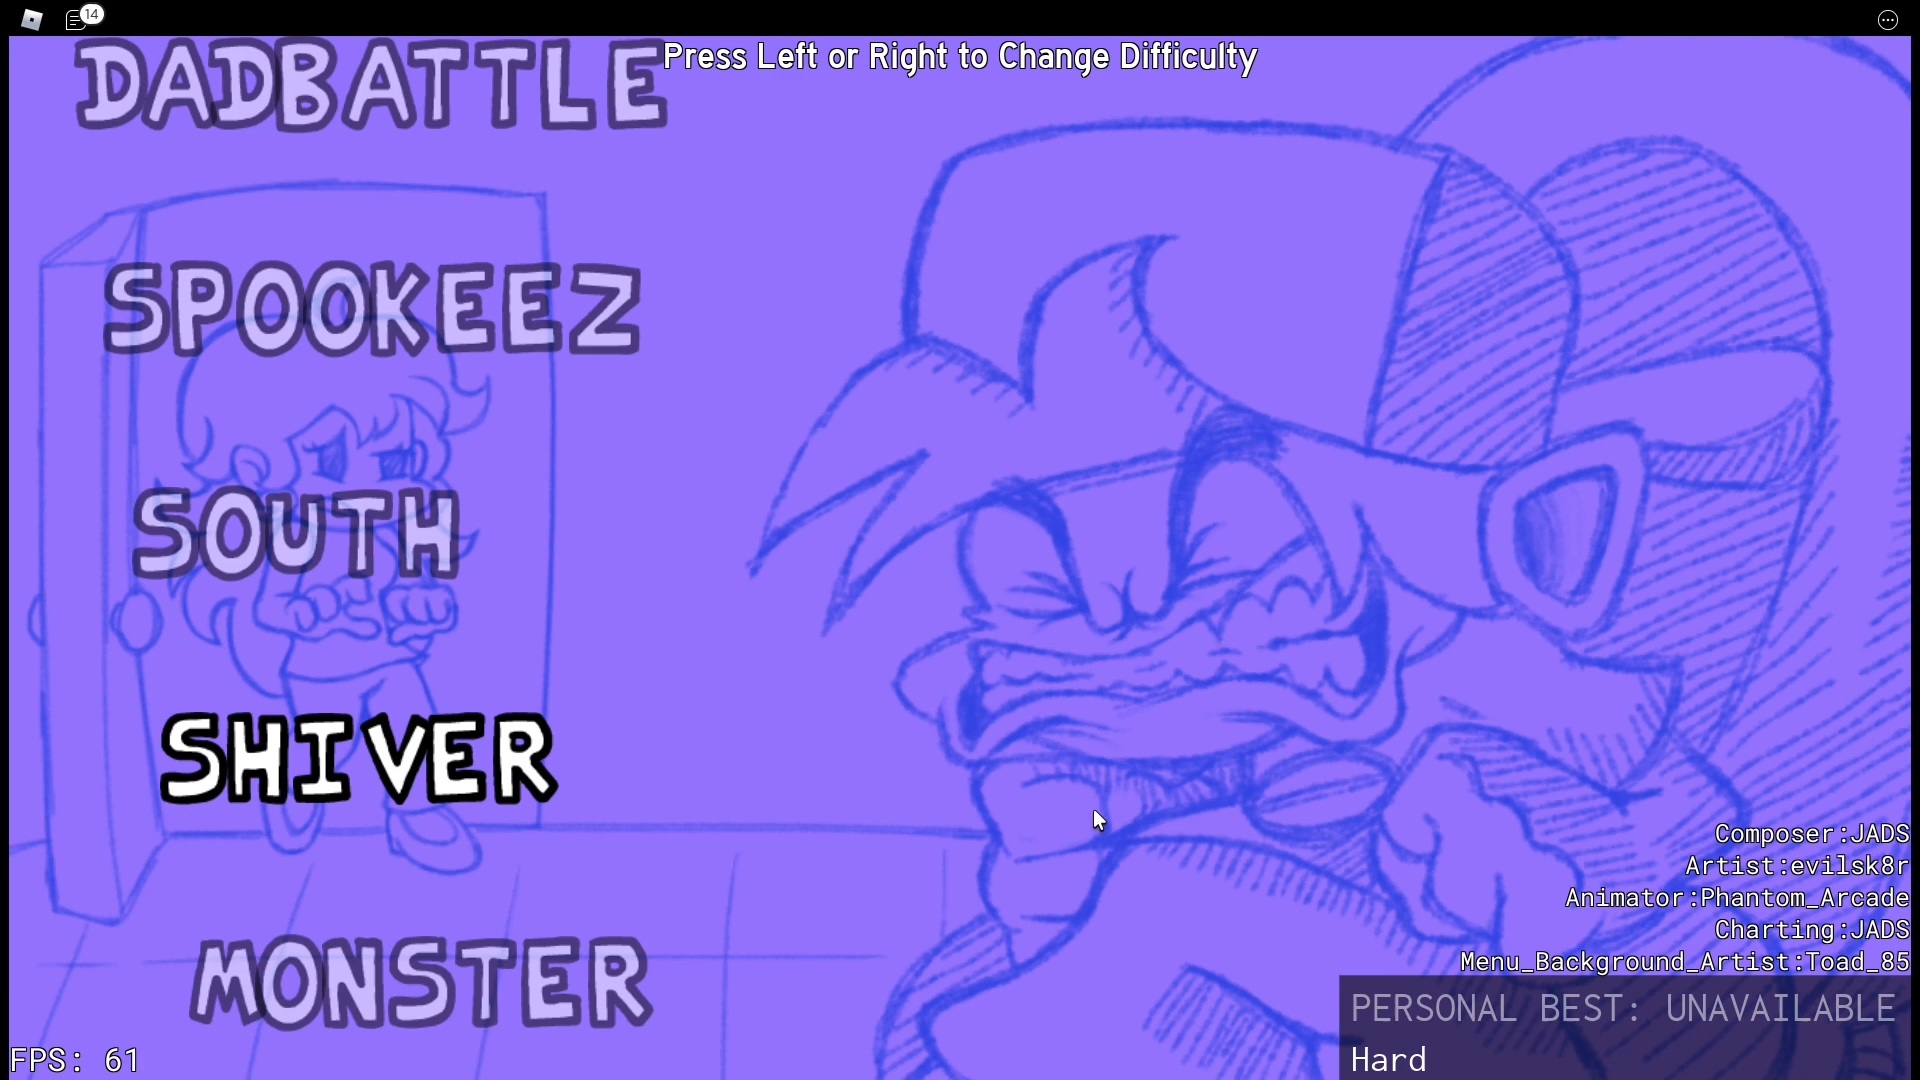 14
Press Left or Right to Change Difficulty
DADBATTLE
SPOOKEEZ
SOUTH
SHIVER
MONSTER
Composer:JADS
Artist:evilsk8r
Animator:Phantom_Arcade
Charting:JADS
Menu_Background_Artist:Toad_85
PERSONAL BEST: UNAVAILABLE
Hard
FPS: 61